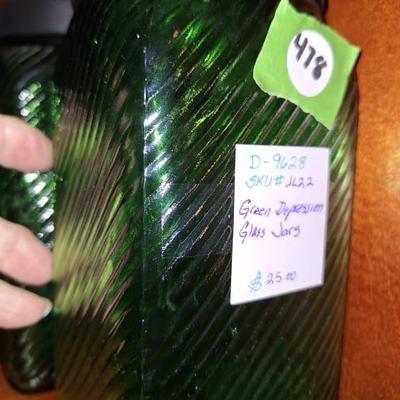 478
D-9628
SKU# JL22
Green Depression
Glass Jars
$25.00